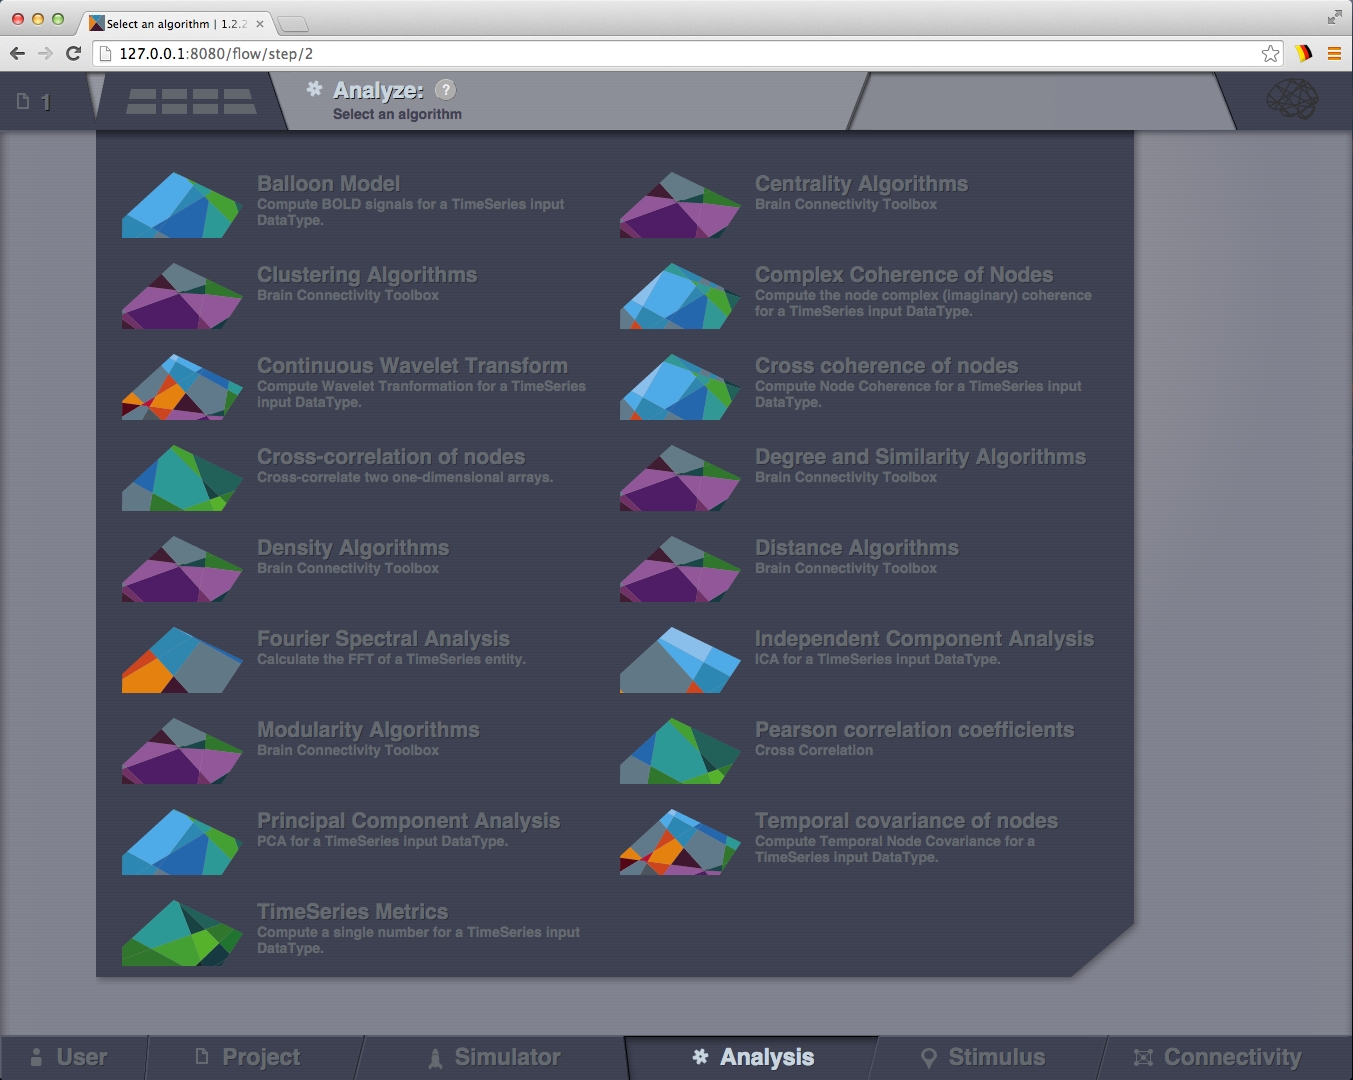 Select an algorithm | 1.2.2
127.0.0.1:8080/flow/step/2
1
Analyze: ?
Select an algorithm
Balloon Model
Compute BOLD signals for a TimeSeries input
DataType.
Centrality Algorithms
Brain Connectivity Toolbox
Clustering Algorithms
Brain Connectivity Toolbox
Complex Coherence of Nodes
Compute the node complex (imaginary) coherence
for a TimeSeries input DataType.
Continuous Wavelet Transform
Compute Wavelet Tranformation for a TimeSeries
input DataType.
Cross coherence of nodes
Compute Node Coherence for a TimeSeries input
DataType.
Cross-correlation of nodes
Cross-correlate two one-dimensional arrays.
Degree and Similarity Algorithms
Brain Connectivity Toolbox
Density Algorithms
Brain Connectivity Toolbox
Distance Algorithms
Brain Connectivity Toolbox
Fourier Spectral Analysis
Calculate the FFT of a TimeSeries entity.
Independent Component Analysis
ICA for a TimeSeries input DataType.
Modularity Algorithms
Brain Connectivity Toolbox
Pearson correlation coefficients
Cross Correlation
Principal Component Analysis
PCA for a TimeSeries input DataType.
Temporal covariance of nodes
Compute Temporal Node Covariance for a
TimeSeries input DataType.
TimeSeries Metrics
Compute a single number for a TimeSeries input
DataType.
User
Project
Simulator
Analysis
Stimulus
Connectivity